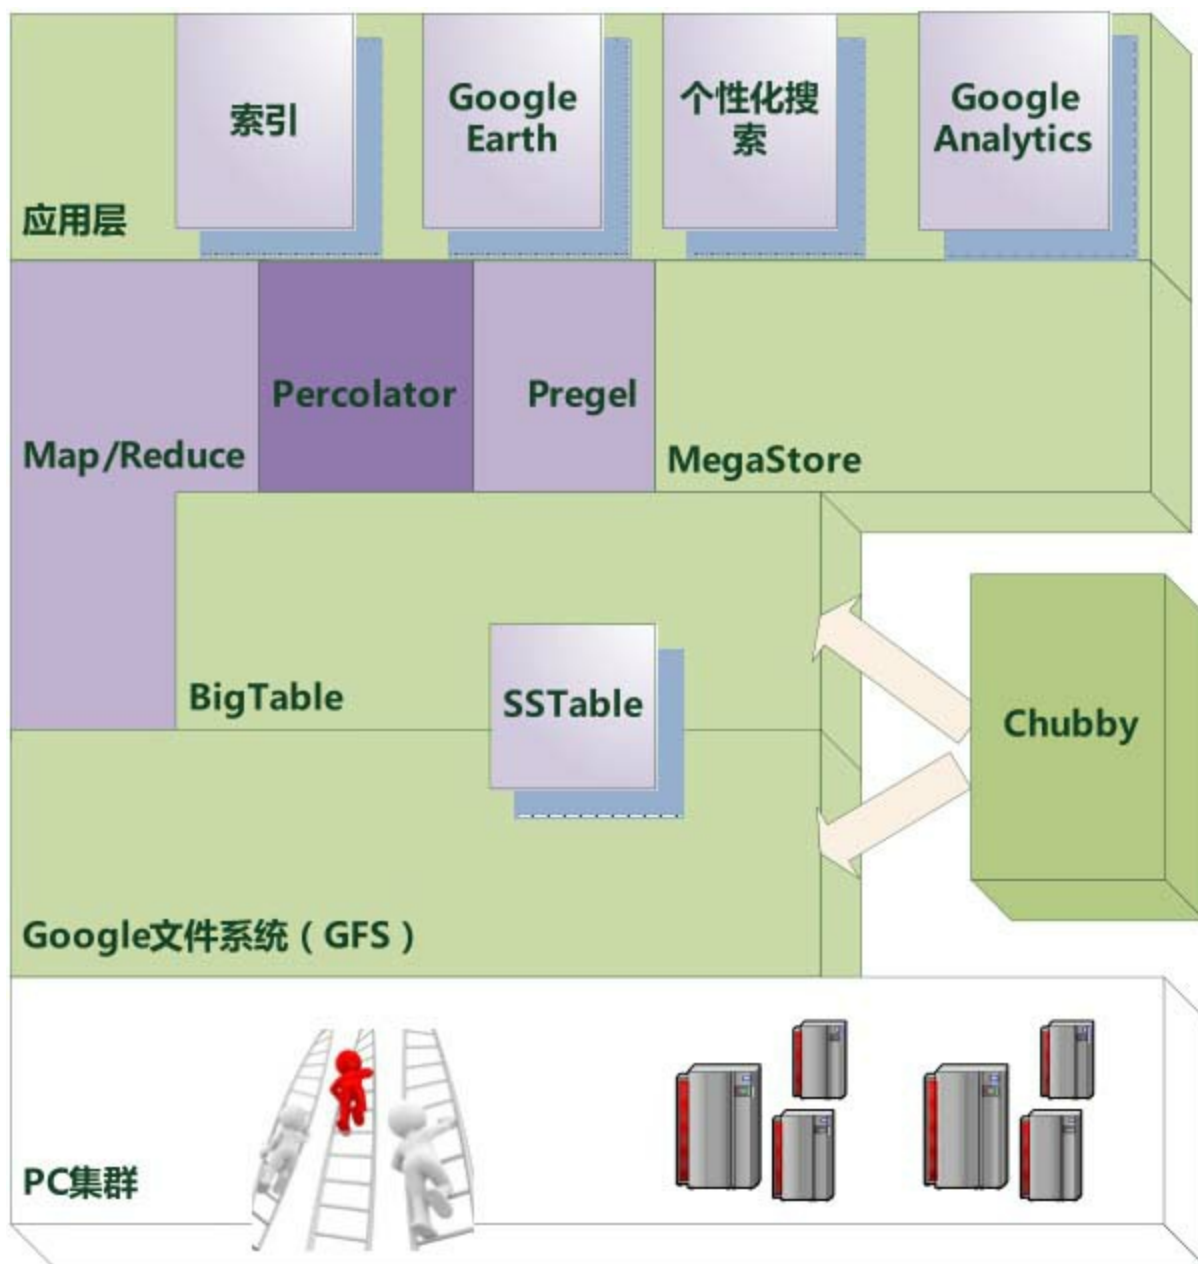 索引
Google
Earth
个性化搜
索
Google
Analytics
应用层
Percolator
Pregel
Map/Reduce
MegaStore
BigTable
SSTable
Chubby
Google文件系统（GFS）
PC集群